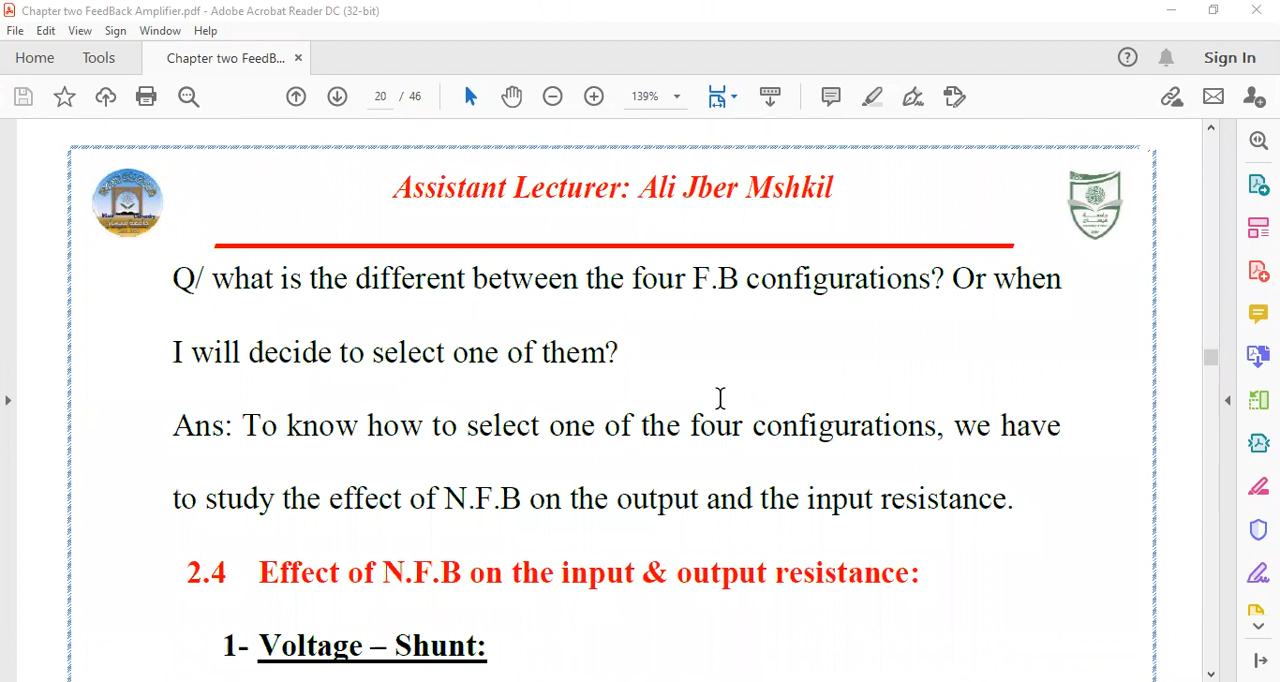 Chapter two FeedBack Amplifier.pdf - Adobe Acrobat Reader DC (32-bit)
File Edit View Sign Window Help
Home Tools Chapter two FeedB... × Sign In
20 / 46 139%
Assistant Lecturer: Ali Jber Mshkil
Q/ what is the different between the four F.B configurations? Or when
I will decide to select one of them?
Ans: To know how to select one of the four configurations, we have
to study the effect of N.F.B on the output and the input resistance.
2.4 Effect of N.F.B on the input & output resistance:
1- Voltage – Shunt: